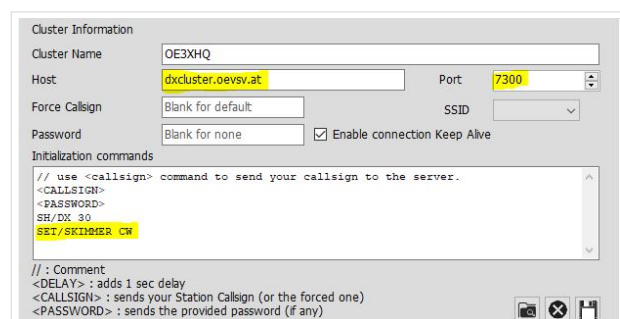 Cluster Information
Cluster Name OE3XHQ
Host dxcluster.oevsv.at Port 7300
Force Callsign Blank for default SSID
Password Blank for none Enable connection Keep Alive
Initialization commands
// use <callsign> command to send your callsign to the server.
<CALLSIGN>
<PASSWORD>
SH/DX 30
SET/SKIMMER CW
// : Comment
<DELAY> : adds 1 sec delay
<CALLSIGN> : sends your Station Callsign (or the forced one)
<PASSWORD> : sends the provided password (if any)